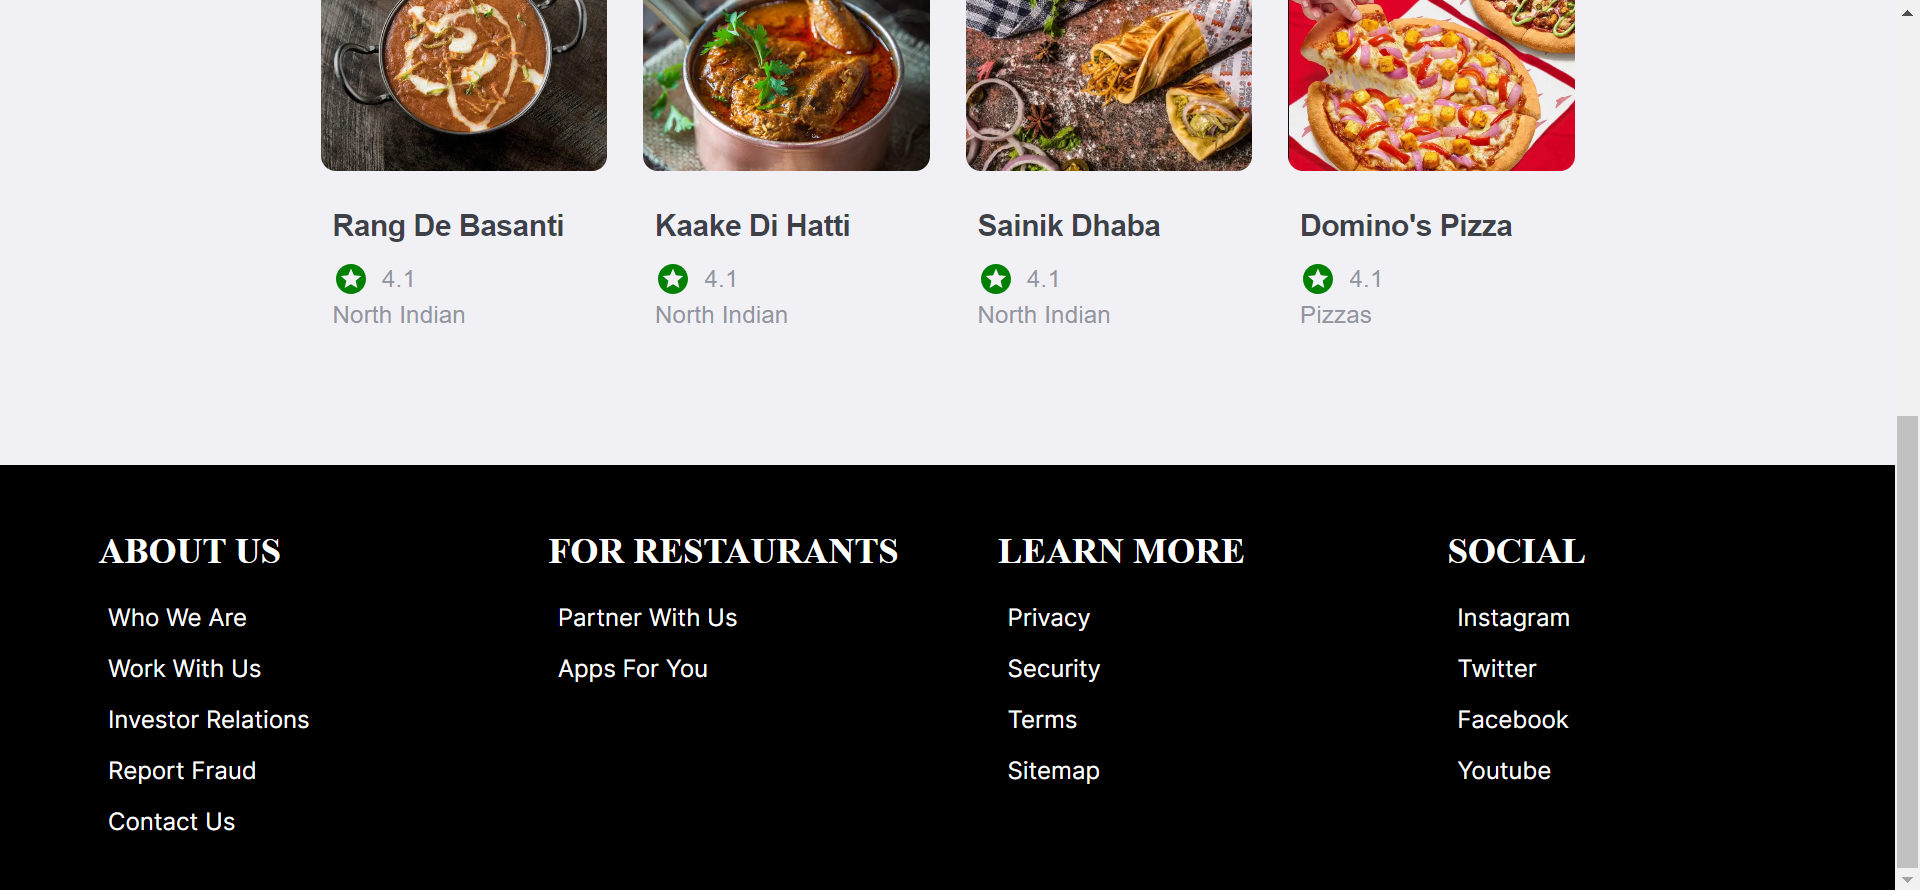 Rang De Basanti
4.1
North Indian
Kaake Di Hatti
4.1
North Indian
Sainik Dhaba
4.1
North Indian
Domino's Pizza
4.1
Pizzas
ABOUT US
Who We Are
Work With Us
Investor Relations
Report Fraud
Contact Us
FOR RESTAURANTS
Partner With Us
Apps For You
LEARN MORE
Privacy
Security
Terms
Sitemap
SOCIAL
Instagram
Twitter
Facebook
Youtube